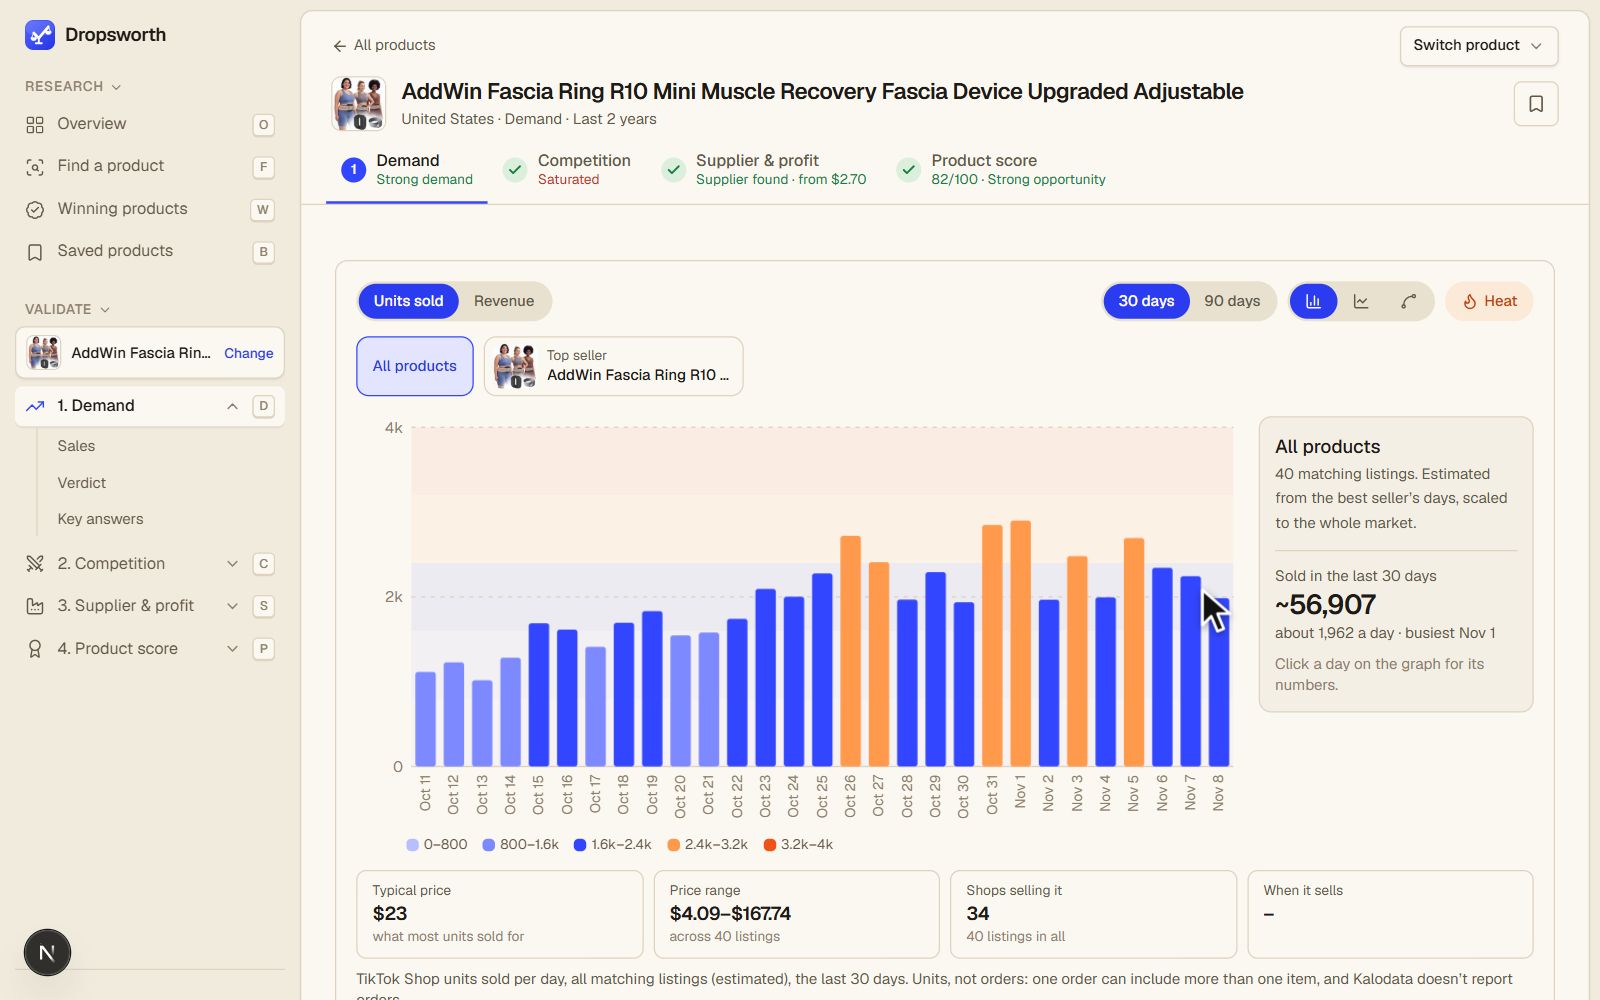 Dropsworth
RESEARCH
Overview
O
Find a product
F
Winning products
W
Saved products
B
VALIDATE
AddWin Fascia Rin...
Change
1. Demand
D
Sales
Verdict
Key answers
2. Competition
C
3. Supplier & profit
S
4. Product score
P
N
All products
Switch product
AddWin Fascia Ring R10 Mini Muscle Recovery Fascia Device Upgraded Adjustable
United States · Demand · Last 2 years
1
Demand
Strong demand
Competition
Saturated
Supplier & profit
Supplier found · from $2.70
Product score
82/100 · Strong opportunity
Units sold
Revenue
30 days
90 days
Heat
All products
Top seller
AddWin Fascia Ring R10 ...
4k
2k
0
Oct 11
Oct 12
Oct 13
Oct 14
Oct 15
Oct 16
Oct 17
Oct 18
Oct 19
Oct 20
Oct 21
Oct 22
Oct 23
Oct 24
Oct 25
Oct 26
Oct 27
Oct 28
Oct 29
Oct 30
Oct 31
Nov 1
Nov 2
Nov 3
Nov 4
Nov 5
Nov 6
Nov 7
Nov 8
0–800
800–1.6k
1.6k–2.4k
2.4k–3.2k
3.2k–4k
All products
40 matching listings. Estimated
from the best seller's days, scaled
to the whole market.
Sold in the last 30 days
~56,907
about 1,962 a day · busiest Nov 1
Click a day on the graph for its
numbers.
Typical price
$23
what most units sold for
Price range
$4.09–$167.74
across 40 listings
Shops selling it
34
40 listings in all
When it sells
–
TikTok Shop units sold per day, all matching listings (estimated), the last 30 days. Units, not orders: one order can include more than one item, and Kalodata doesn't report
orders.